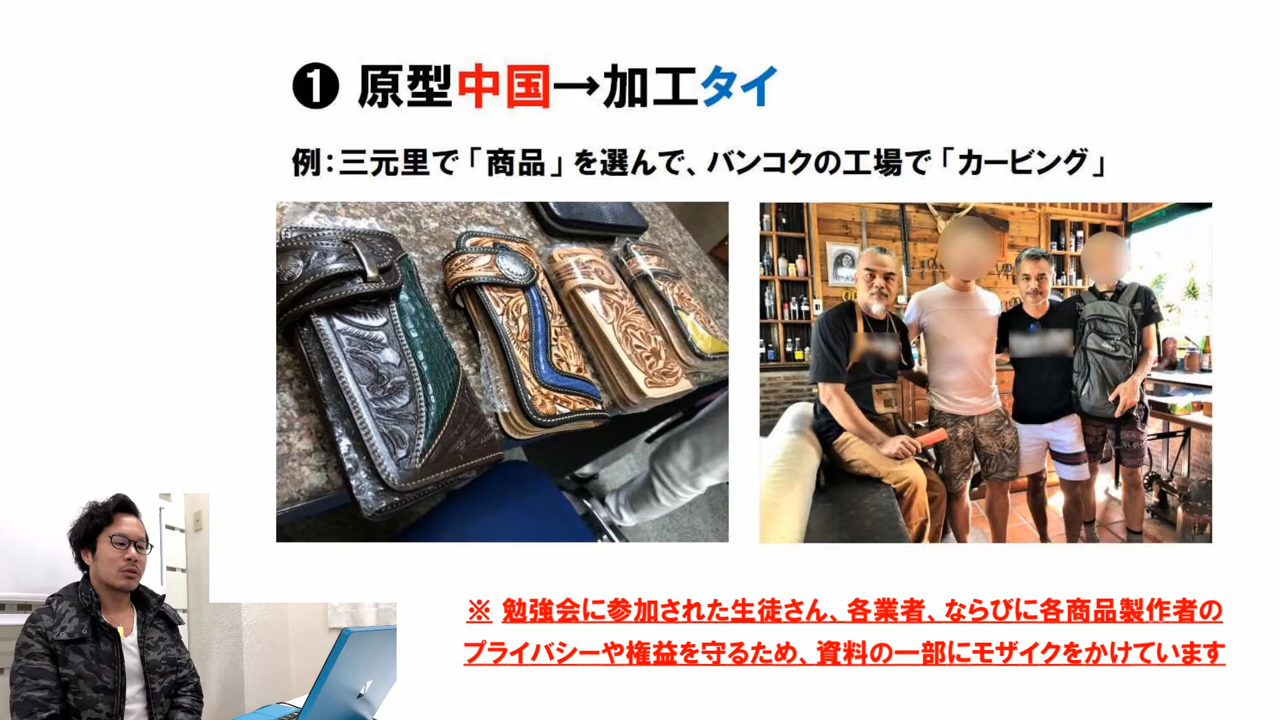 ❶ 原型中国→加工タイ
例：三元里で「商品」を選んで、バンコクの工場で「カービング」
※ 勉強会に参加された生徒さん、各業者、ならびに各商品製作者の
プライバシーや権益を守るため、資料の一部にモザイクをかけています